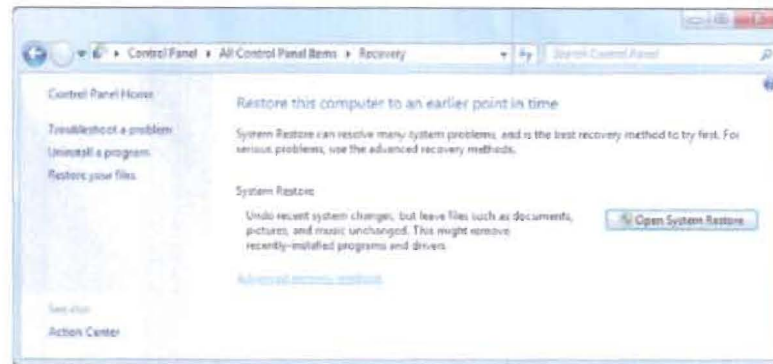 Control Panel ▸ All Control Panel Items ▸ Recovery
Search Control Panel
Control Panel Home
Troubleshoot a problem
Uninstall a program
Restore your files
Restore this computer to an earlier point in time
System Restore can resolve many system problems, and is the best recovery method to try first. For
serious problems, use the advanced recovery methods.
System Restore
Undo recent system changes, but leave files such as documents,
pictures, and music unchanged. This might remove
recently-installed programs and drivers.
Open System Restore
Advanced recovery methods
See also
Action Center